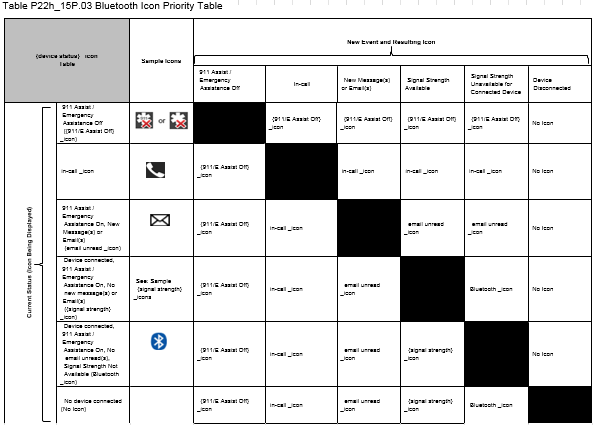 Table P22h_15P.03 Bluetooth Icon Priority Table
{device status} _icon
Table
Sample Icons
New Event and Resulting Icon
911 Assist /
Emergency
Assistance Off
In-call
New Message(s)
or Email(s)
Signal Strength
Available
Signal Strength
Unavailable for
Connected Device
Device
Disconnected
Current Status (Icon Being Displayed)
911 Assist /
Emergency
Assistance Off
({911/E Assist Off}
_icon)
or
{911/E Assist Off}
_icon
{911/E Assist Off}
_icon
{911/E Assist Off}
_icon
{911/E Assist Off}
_icon
No Icon
in-call _icon
{911/E Assist Off}
_icon
in-call _icon
in-call _icon
in-call _icon
No Icon
911 Assist /
Emergency
Assistance On, New
Message(s) or
Email(s)
(email unread _icon)
{911/E Assist Off}
_icon
in-call _icon
email unread
_icon
email unread
_icon
No Icon
Device connected,
911 Assist /
Emergency
Assistance On, No
new message(s) or
Email(s)
({signal strength}
_icon)
See: Sample
{signal strength}
_icons
{911/E Assist Off}
_icon
in-call _icon
email unread
_icon
Bluetooth _icon
No Icon
Device connected,
911 Assist /
Emergency
Assistance On, No
email unread(s),
Signal Strength Not
Available (Bluetooth
_icon)
{911/E Assist Off}
_icon
in-call _icon
email unread
_icon
{signal strength}
_icon
No Icon
No device connected
(No Icon)
{911/E Assist Off}
_icon
in-call _icon
email unread
_icon
{signal strength}
_icon
Bluetooth _icon